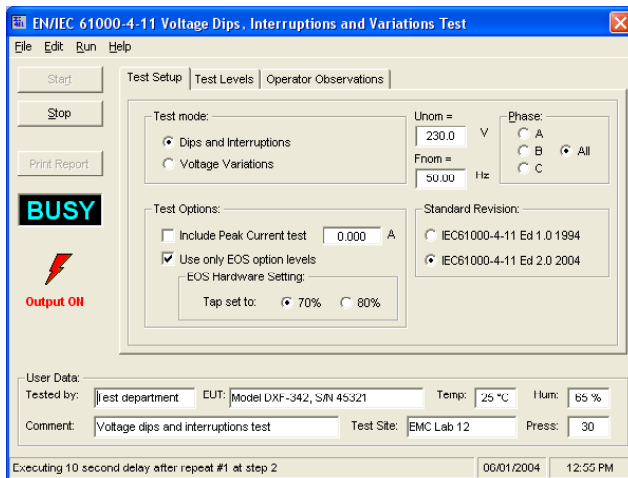 EN/IEC 61000-4-11 Voltage Dips, Interruptions and Variations Test
File Edit Run Help
Start
Stop
Print Report
BUSY
Output ON
Test Setup Test Levels Operator Observations
Test mode:
Dips and Interruptions
Voltage Variations
Unom =
230.0 V
Fnom =
50.00 Hz
Phase:
A
B
C
All
Test Options:
Include Peak Current test 0.000 A
Use only EOS option levels
EOS Hardware Setting:
Tap set to: 70% 80%
Standard Revision:
IEC61000-4-11 Ed 1.0 1994
IEC61000-4-11 Ed 2.0 2004
User Data:
Tested by: Test department EUT: Model DXF-342, S/N 45321 Temp: 25 °C Hum: 65 %
Comment: Voltage dips and interruptions test Test Site: EMC Lab 12 Press: 30
Executing 10 second delay after repeat #1 at step 2 06/01/2004 12:55 PM